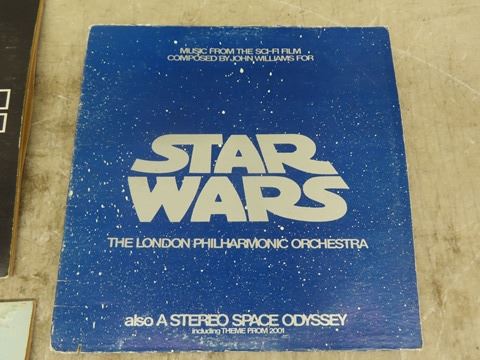 MUSIC FROM THE SCI-FI FILM
COMPOSED BY JOHN WILLIAMS FOR
STAR
WARS
THE LONDON PHILHARMONIC ORCHESTRA
also A STEREO SPACE ODYSSEY
including THEME FROM 2001